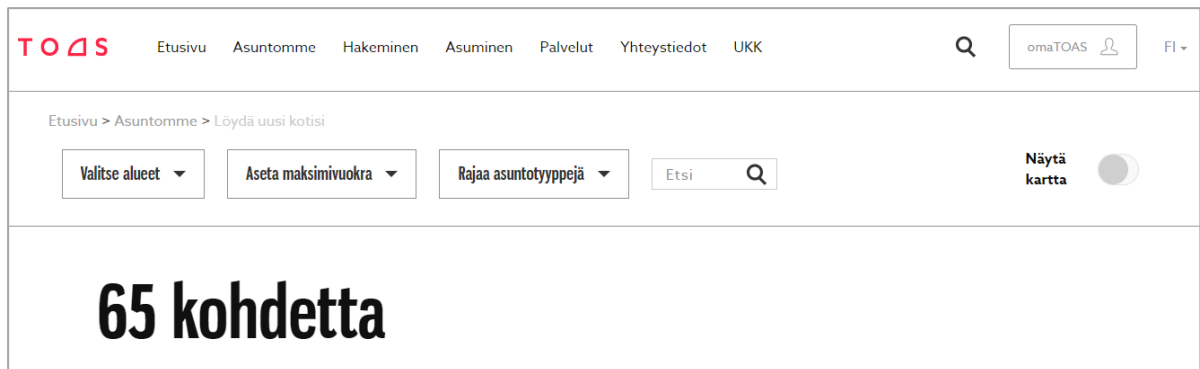 TOAS Etusivu Asuntomme Hakeminen Asuminen Palvelut Yhteystiedot UKK omaTOAS FI
Etusivu > Asuntomme > Löydä uusi kotisi
Valitse alueet Aseta maksimivuokra Rajaa asuntotyyppejä Etsi Näytä
kartta
65 kohdetta